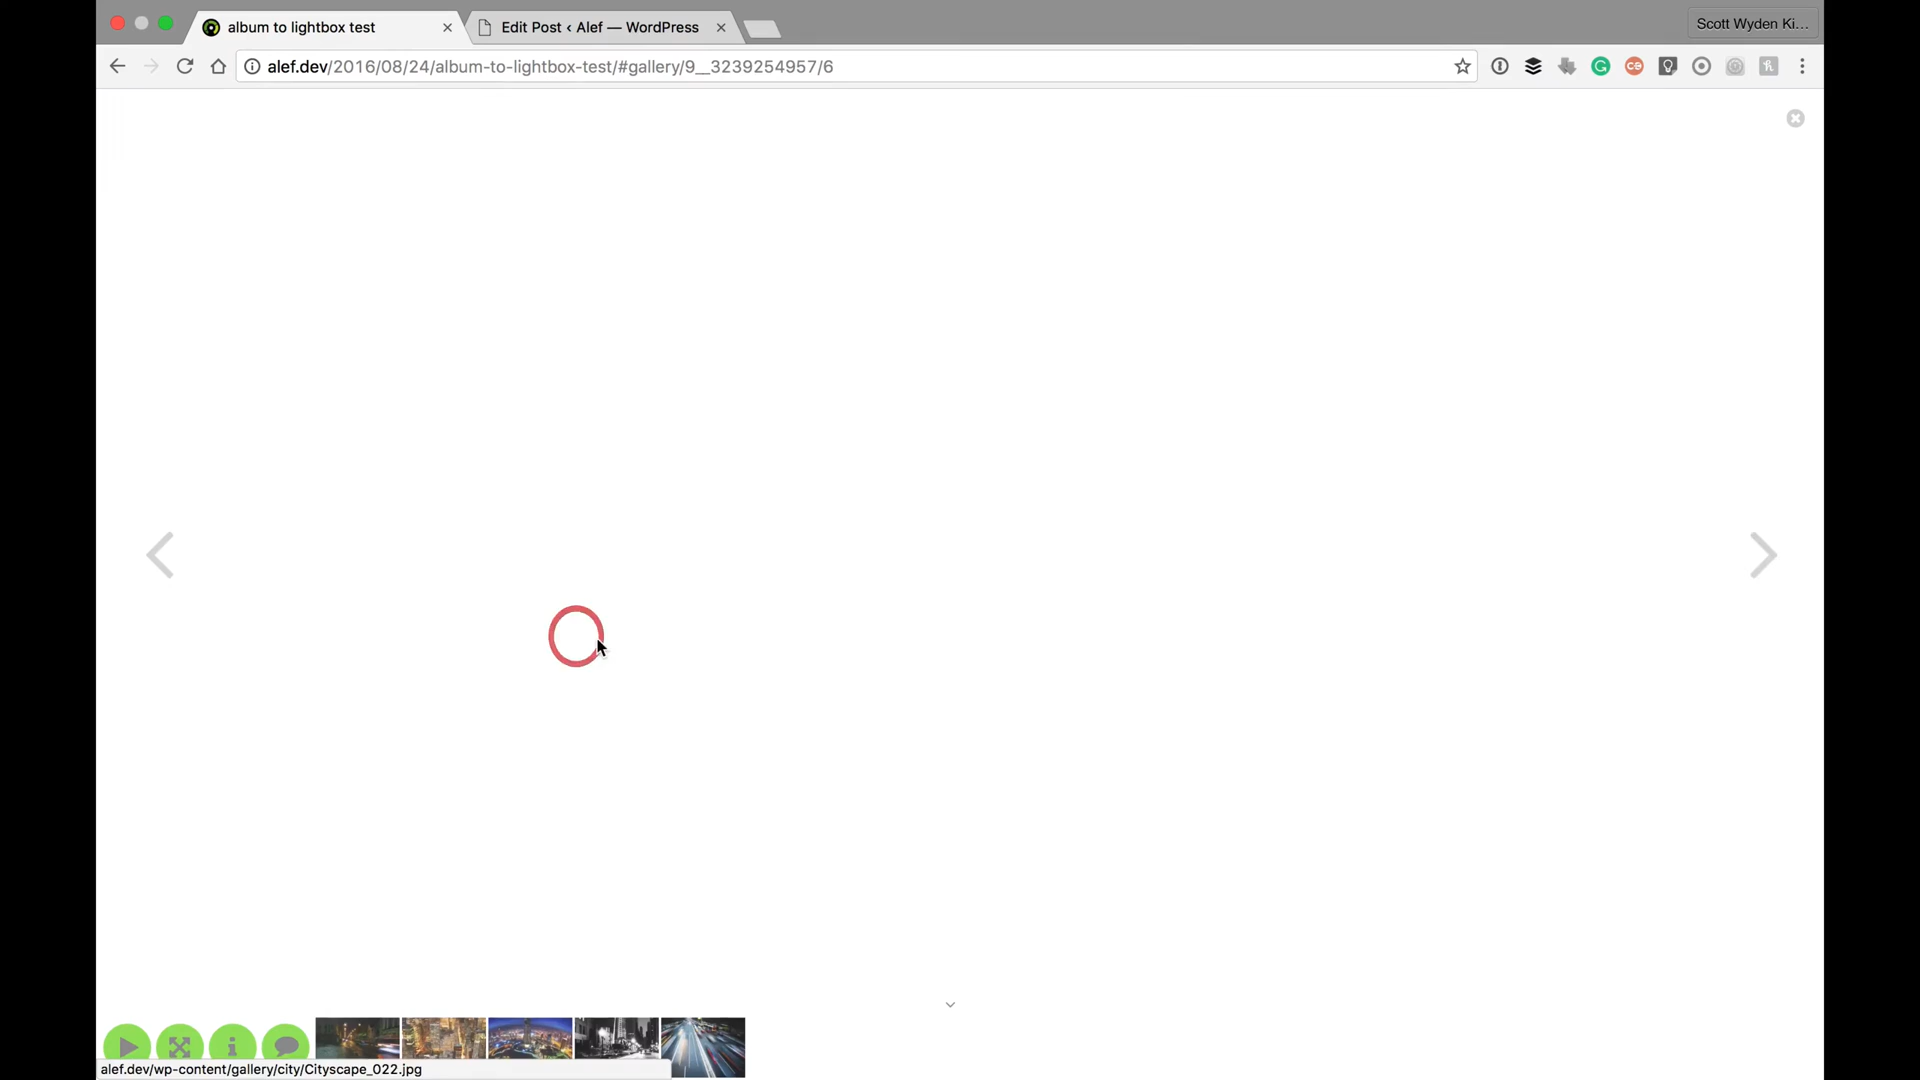 album to lightbox test
Edit Post ‹ Alef — WordPress
Scott Wyden Ki...
alef.dev/2016/08/24/album-to-lightbox-test/#gallery/9__3239254957/6
alef.dev/wp-content/gallery/city/Cityscape_022.jpg